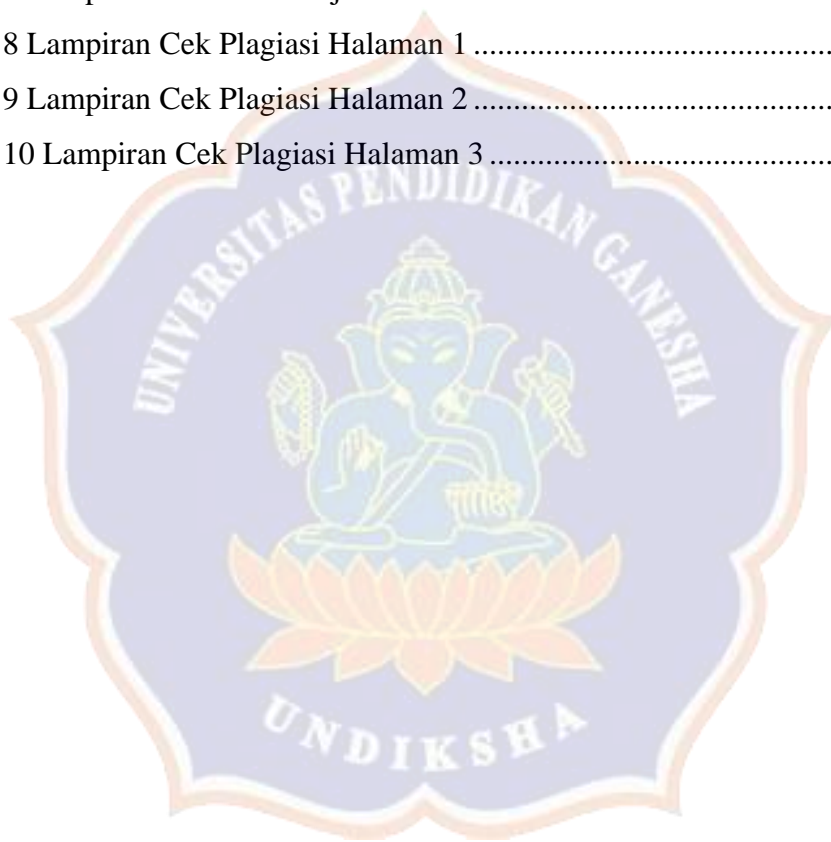 8 Lampiran Cek Plagiasi Halaman 1 ........................................
9 Lampiran Cek Plagiasi Halaman 2 ........................................
10 Lampiran Cek Plagiasi Halaman 3 ......................................
UNIVERSITAS PENDIDIKAN GANESHA
UNDIKSHA